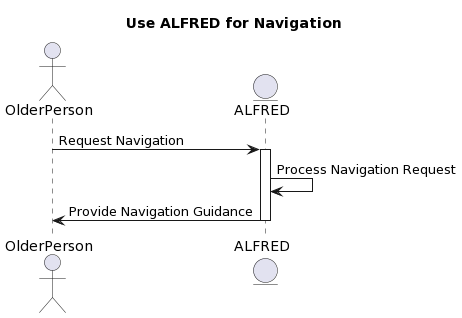 Use ALFRED for Navigation
OlderPerson
ALFRED
Request Navigation
Process Navigation Request
Provide Navigation Guidance
OlderPerson
ALFRED